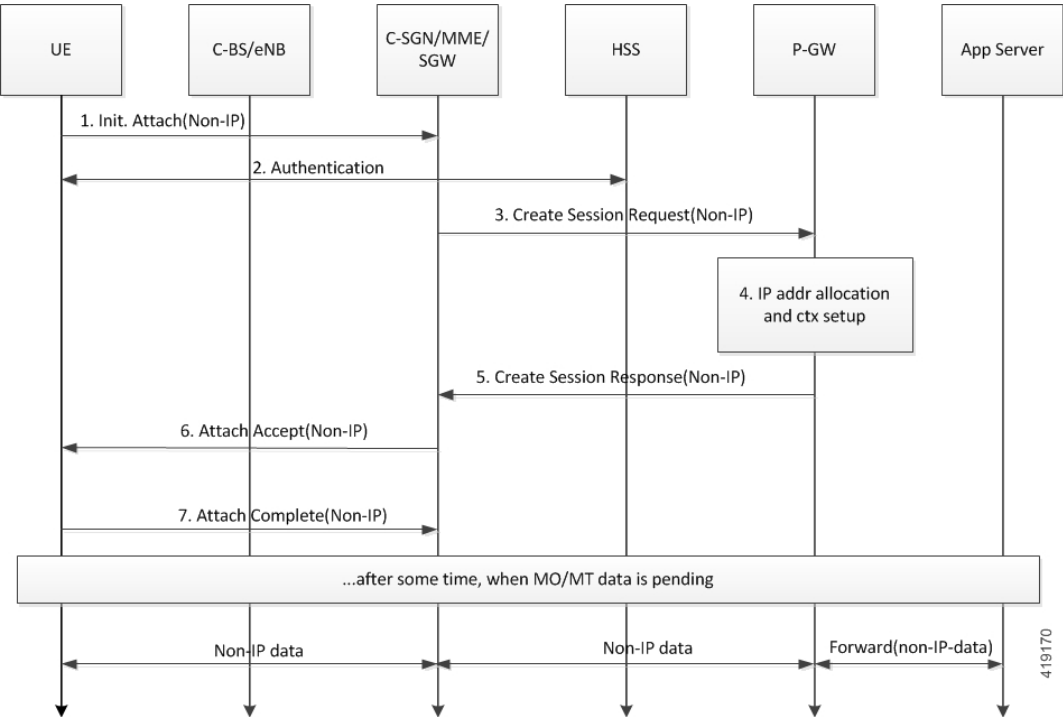 UE
C-BS/eNB
C-SGN/MME/
SGW
HSS
P-GW
App Server
1. Init. Attach(Non-IP)
2. Authentication
3. Create Session Request(Non-IP)
4. IP addr allocation
and ctx setup
5. Create Session Response(Non-IP)
6. Attach Accept(Non-IP)
7. Attach Complete(Non-IP)
...after some time, when MO/MT data is pending
Non-IP data
Non-IP data
Forward(non-IP-data)
419170